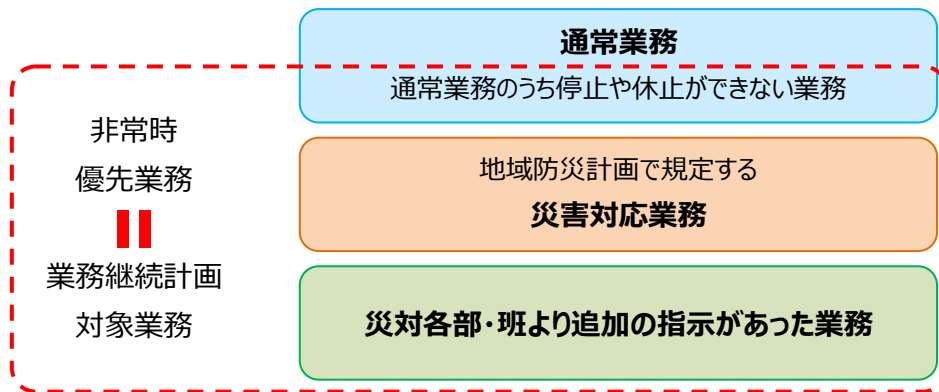 通常業務
通常業務のうち停止や休止ができない業務
非常時
優先業務
業務継続計画
対象業務
地域防災計画で規定する
災害対応業務
災対各部・班より追加の指示があった業務